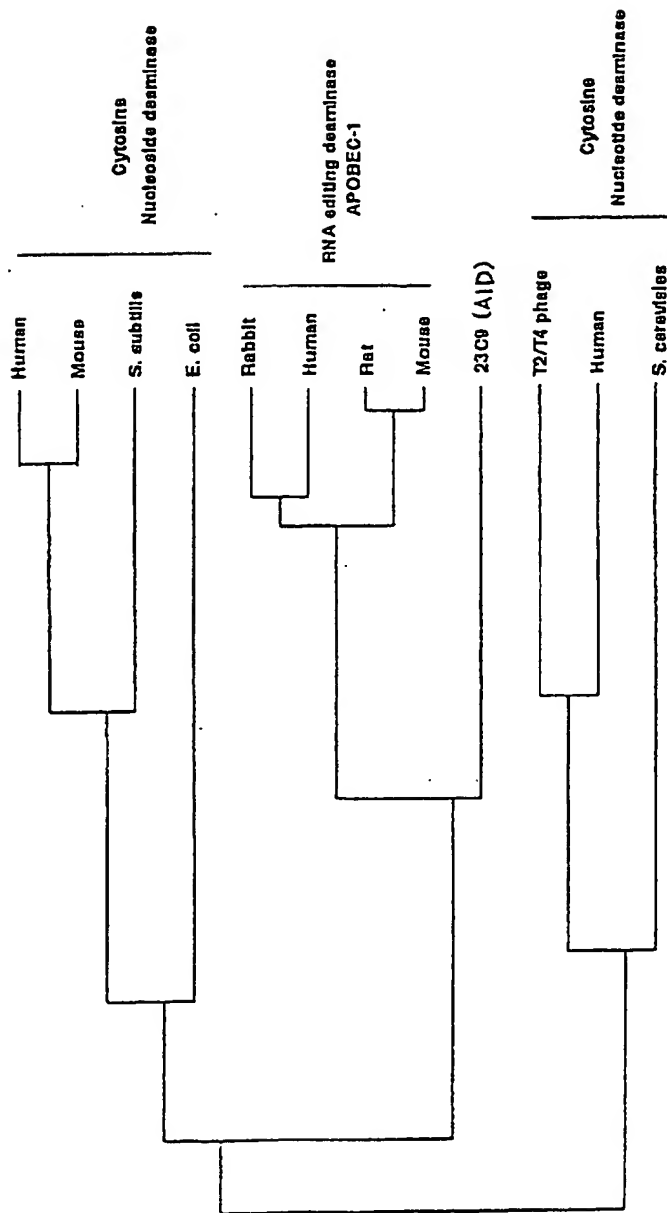 Human
Mouse
S. subtilis
E. coli
Cytosine
Nucleoside deaminase
Rabbit
Human
Rat
Mouse
RNA editing deaminase
APOBEC-1
23C9 (AID)
T2/T4 phage
Human
S. cerevisies
Cytosine
Nucleotide deaminase